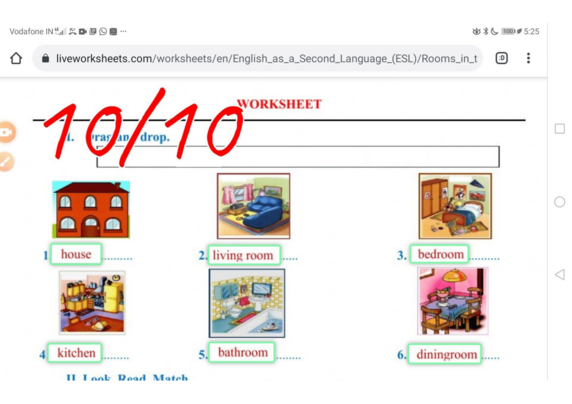 Vodafone IN 5:25
liveworksheets.com/worksheets/en/English_as_a_Second_Language_(ESL)/Rooms_in_t
:D
WORKSHEET
10/10
I. Drag and drop.
1 house ..........
2. living room ......
3. bedroom ...........
4 kitchen .........
5. bathroom .........
6. diningroom ......
II Look Read Match